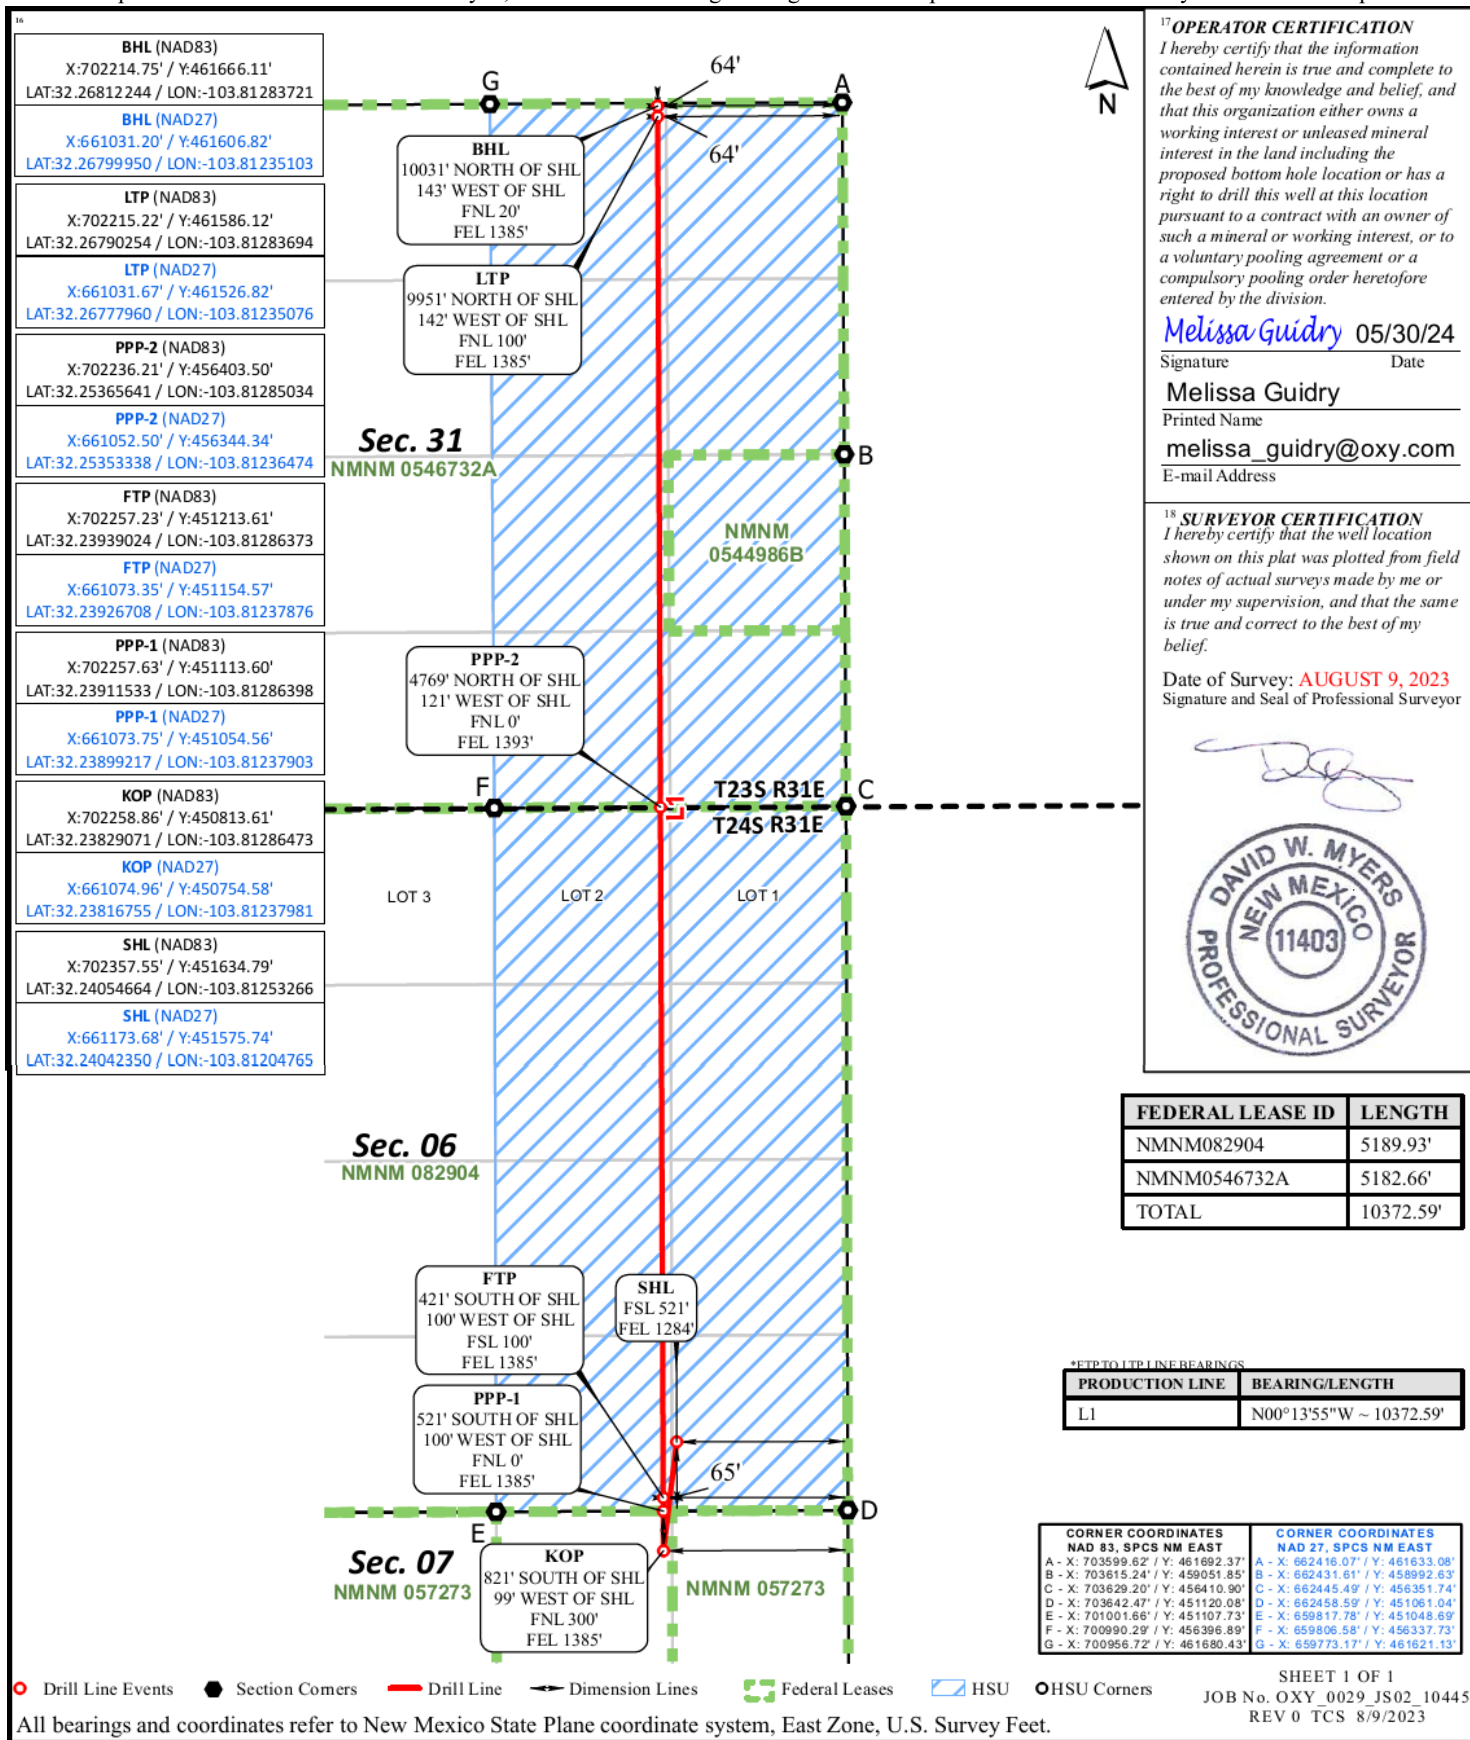 16
BHL (NAD83)
X:702214.75' / Y:461666.11'
LAT:32.26812244 / LON:-103.81283721
BHL (NAD27)
X:661031.20' / Y:461606.82'
LAT:32.26799950 / LON:-103.81235103
LTP (NAD83)
X:702215.22' / Y:461586.12'
LAT:32.26790254 / LON:-103.81283694
LTP (NAD27)
X:661031.67' / Y:461526.82'
LAT:32.26777960 / LON:-103.81235076
PPP-2 (NAD83)
X:702236.21' / Y:456403.50'
LAT:32.25365641 / LON:-103.81285034
PPP-2 (NAD27)
X:661052.50' / Y:456344.34'
LAT:32.25353338 / LON:-103.81236474
FTP (NAD83)
X:702257.23' / Y:451213.61'
LAT:32.23939024 / LON:-103.81286373
FTP (NAD27)
X:661073.35' / Y:451154.57'
LAT:32.23926708 / LON:-103.81237876
PPP-1 (NAD83)
X:702257.63' / Y:451113.60'
LAT:32.23911533 / LON:-103.81286398
PPP-1 (NAD27)
X:661073.75' / Y:451054.56'
LAT:32.23899217 / LON:-103.81237903
KOP (NAD83)
X:702258.86' / Y:450813.61'
LAT:32.23829071 / LON:-103.81286473
KOP (NAD27)
X:661074.96' / Y:450754.58'
LAT:32.23816755 / LON:-103.81237981
SHL (NAD83)
X:702357.55' / Y:451634.79'
LAT:32.24054664 / LON:-103.81253266
SHL (NAD27)
X:661173.68' / Y:451575.74'
LAT:32.24042350 / LON:-103.81204765
G
64'
A
N
64'
BHL
10031' NORTH OF SHL
143' WEST OF SHL
FNL 20'
FEL 1385'
LTP
9951' NORTH OF SHL
142' WEST OF SHL
FNL 100'
FEL 1385'
Sec. 31
NMNM 0546732A
B
NMNM
0544986B
PPP-2
4769' NORTH OF SHL
121' WEST OF SHL
FNL 0'
FEL 1393'
F
L1
T23S R31E
T24S R31E
C
LOT 3
LOT 2
LOT 1
Sec. 06
NMNM 082904
FTP
421' SOUTH OF SHL
100' WEST OF SHL
FSL 100'
FEL 1385'
SHL
FSL 521'
FEL 1284'
PPP-1
521' SOUTH OF SHL
100' WEST OF SHL
FNL 0'
FEL 1385'
65'
E
D
Sec. 07
NMNM 057273
KOP
821' SOUTH OF SHL
99' WEST OF SHL
FNL 300'
FEL 1385'
NMNM 057273
17 OPERATOR CERTIFICATION
I hereby certify that the information
contained herein is true and complete to
the best of my knowledge and belief, and
that this organization either owns a
working interest or unleased mineral
interest in the land including the
proposed bottom hole location or has a
right to drill this well at this location
pursuant to a contract with an owner of
such a mineral or working interest, or to
a voluntary pooling agreement or a
compulsory pooling order heretofore
entered by the division.
Melissa Guidry 05/30/24
Signature Date
Melissa Guidry
Printed Name
melissa_guidry@oxy.com
E-mail Address
18 SURVEYOR CERTIFICATION
I hereby certify that the well location
shown on this plat was plotted from field
notes of actual surveys made by me or
under my supervision, and that the same
is true and correct to the best of my
belief.
Date of Survey: AUGUST 9, 2023
Signature and Seal of Professional Surveyor
DAVID W. MYERS
NEW MEXICO
11403
PROFESSIONAL SURVEYOR
FEDERAL LEASE ID LENGTH
NMNM082904 5189.93'
NMNM0546732A 5182.66'
TOTAL 10372.59'
*FTP TO LTP LINE BEARINGS
PRODUCTION LINE BEARING/LENGTH
L1 N00°13'55"W ~ 10372.59'
CORNER COORDINATES
NAD 83, SPCS NM EAST
A - X: 703599.62' / Y: 461692.37'
B - X: 703615.24' / Y: 459051.85'
C - X: 703629.20' / Y: 456410.90'
D - X: 703642.47' / Y: 451120.08'
E - X: 701001.66' / Y: 451107.73'
F - X: 700990.29' / Y: 456396.89'
G - X: 700956.72' / Y: 461680.43'
CORNER COORDINATES
NAD 27, SPCS NM EAST
A - X: 662416.07' / Y: 461633.08'
B - X: 662431.61' / Y: 458992.63'
C - X: 662445.49' / Y: 456351.74'
D - X: 662458.59' / Y: 451061.04'
E - X: 659817.78' / Y: 451048.69'
F - X: 659806.58' / Y: 456337.73'
G - X: 659773.17' / Y: 461621.13'
Drill Line Events Section Corners Drill Line Dimension Lines Federal Leases HSU HSU Corners
SHEET 1 OF 1
JOB No. OXY_0029_JS02_10445
REV 0 TCS 8/9/2023
All bearings and coordinates refer to New Mexico State Plane coordinate system, East Zone, U.S. Survey Feet.